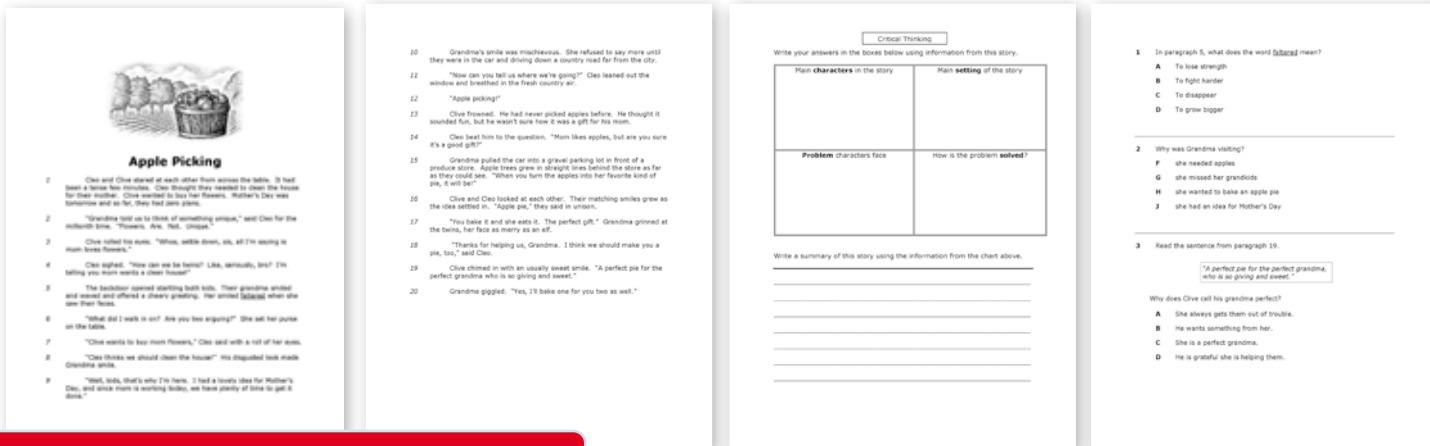 Apple Picking
1 Cleo and Clive stared at each other from across the table. It had
been a tense few minutes. Cleo thought they needed to clean the house
for their mother. Clive wanted to buy her flowers. Mother's Day was
tomorrow and so far, they had zero plans.
2 "Grandma told us to think of something unique," said Cleo for the
millionth time. "Flowers. Are. Not. Unique."
3 Clive rolled his eyes. "Whoa, settle down, sis, all I'm saying is
mom loves flowers."
4 Cleo sighed. "How can we be twins? Like, seriously, bro? I'm
telling you mom wants a clean house!"
5 The backdoor opened startling both kids. Their grandma smiled
and waved and offered a cheery greeting. Her smiled faltered when she
saw their faces.
6 "What did I walk in on? Are you two arguing?" She set her purse
on the table.
7 "Clive wants to buy mom flowers," Cleo said with a roll of her eyes.
8 "Cleo thinks we should clean the house!" His disgusted look made
Grandma smile.
9 "Well, kids, that's why I'm here. I had a lovely idea for Mother's
Day, and since mom is working today, we have plenty of time to get it
done."
10 Grandma's smile was mischievous. She refused to say more until
they were in the car and driving down a country road far from the city.
11 "Now can you tell us where we're going?" Cleo leaned out the
window and breathed in the fresh country air.
12 "Apple picking!"
13 Clive frowned. He had never picked apples before. He thought it
sounded fun, but he wasn't sure how it was a gift for his mom.
14 Cleo beat him to the question. "Mom likes apples, but are you sure
it's a good gift?"
15 Grandma pulled the car into a gravel parking lot in front of a
produce store. Apple trees grew in straight lines behind the store as far
as they could see. "When you turn the apples into her favorite kind of
pie, it will be!"
16 Clive and Cleo looked at each other. Their matching smiles grew as
the idea settled in. "Apple pie," they said in unison.
17 "You bake it and she eats it. The perfect gift." Grandma grinned at
the twins, her face as merry as an elf.
18 "Thanks for helping us, Grandma. I think we should make you a
pie, too," said Cleo.
19 Clive chimed in with an usually sweet smile. "A perfect pie for the
perfect grandma who is so giving and sweet."
20 Grandma giggled. "Yes, I'll bake one for you two as well."
Critical Thinking
Write your answers in the boxes below using information from this story.
Main characters in the story
Main setting of the story
Problem characters face
How is the problem solved?
Write a summary of this story using the information from the chart above.
1 In paragraph 5, what does the word faltered mean?
A To lose strength
B To fight harder
C To disappear
D To grow bigger
2 Why was Grandma visiting?
F she needed apples
G she missed her grandkids
H she wanted to bake an apple pie
J she had an idea for Mother's Day
3 Read the sentence from paragraph 19.
"A perfect pie for the perfect grandma,
who is so giving and sweet."
Why does Clive call his grandma perfect?
A She always gets them out of trouble.
B He wants something from her.
C She is a perfect grandma.
D He is grateful she is helping them.